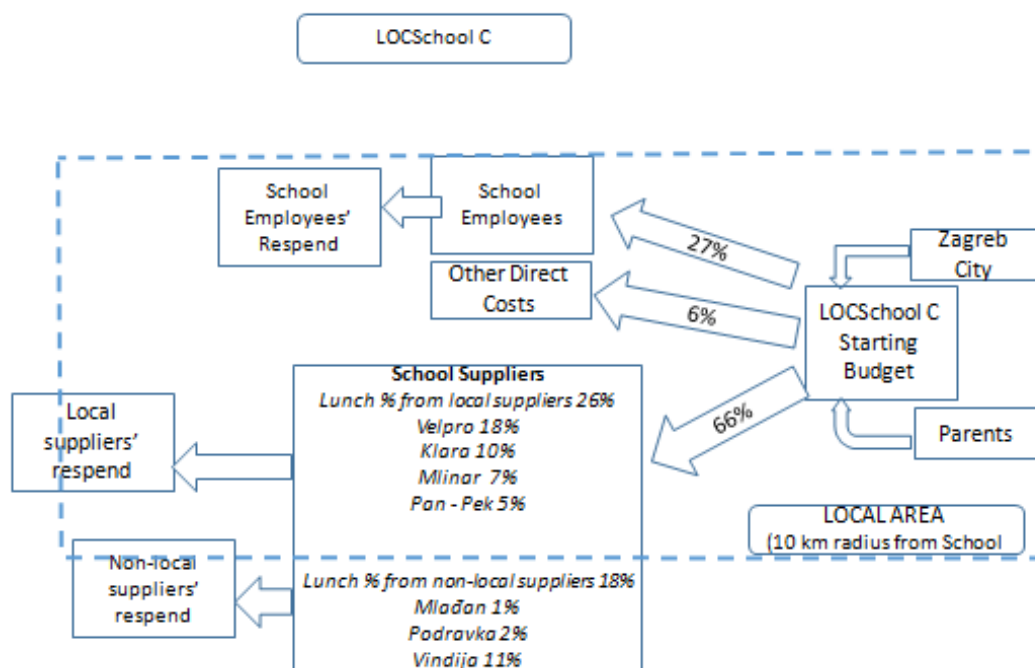 LOCSchool C
School
Employees’
Respend
School
Employees
27%
Zagreb
City
Other Direct
Costs
6%
LOCSchool C
Starting
Budget
School Suppliers
Lunch % from local suppliers 26%
Velpro 18%
Klara 10%
Mlinar 7%
Pan - Pek 5%
66%
Local
suppliers’
respend
Parents
LOCAL AREA
(10 km radius from School
Non-local
suppliers’
respend
Lunch % from non-local suppliers 18%
Mlađan 1%
Podravka 2%
Vindija 11%